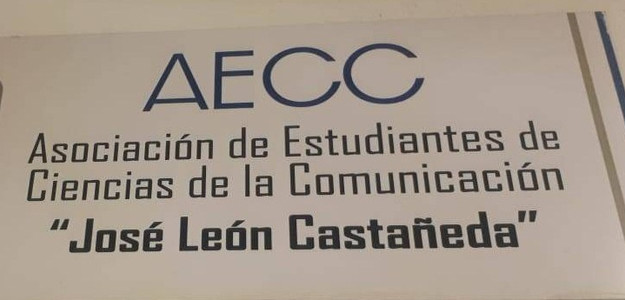 AECC
Asociación de Estudiantes de
Ciencias de la Comunicación
"José León Castañeda"